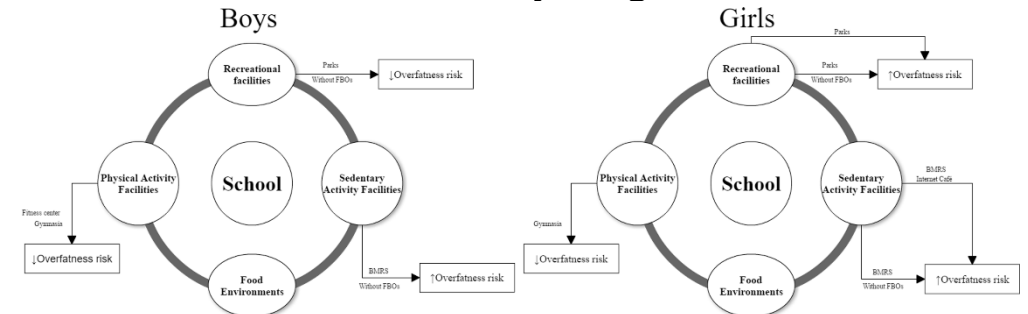 Boys
Recreational
facilities
Parks
Without FBOs
↓Overfatness risk
Physical Activity
Facilities
School
Sedentary
Activity Facilities
Fitness center
Gymnasia
↓Overfatness risk
BMRS
Without FBOs
↑Overfatness risk
Food
Environments
Girls
Parks
Recreational
facilities
Parks
Without FBOs
↑Overfatness risk
Physical Activity
Facilities
School
Sedentary
Activity Facilities
BMRS
Internet Café
Gymnasia
↓Overfatness risk
BMRS
Without FBOs
↑Overfatness risk
Food
Environments